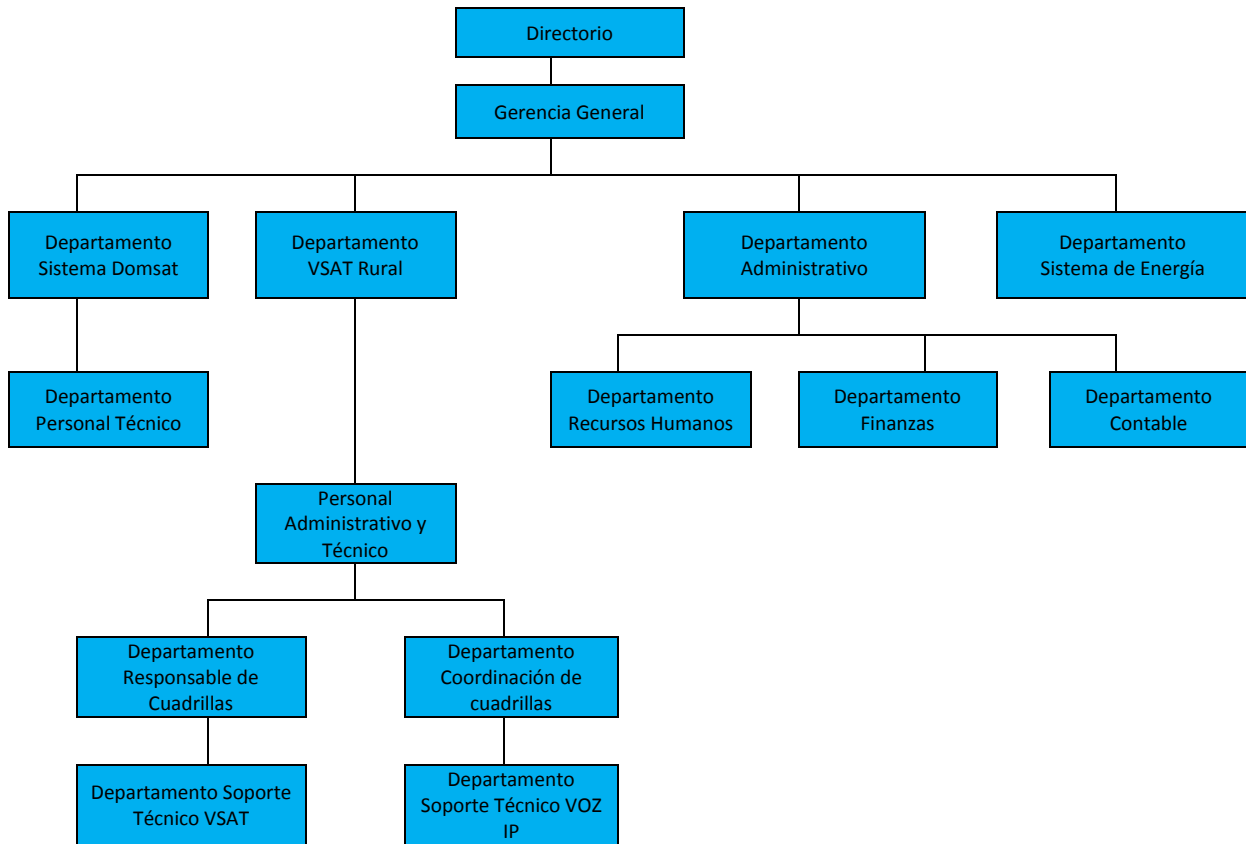 Directorio
Gerencia General
Departamento
Sistema Domsat
Departamento
VSAT Rural
Departamento
Administrativo
Departamento
Sistema de Energía
Departamento
Personal Técnico
Departamento
Recursos Humanos
Departamento
Finanzas
Departamento
Contable
Personal
Administrativo y
Técnico
Departamento
Responsable de
Cuadrillas
Departamento
Coordinación de
cuadrillas
Departamento Soporte
Técnico VSAT
Departamento
Soporte Técnico VOZ
IP